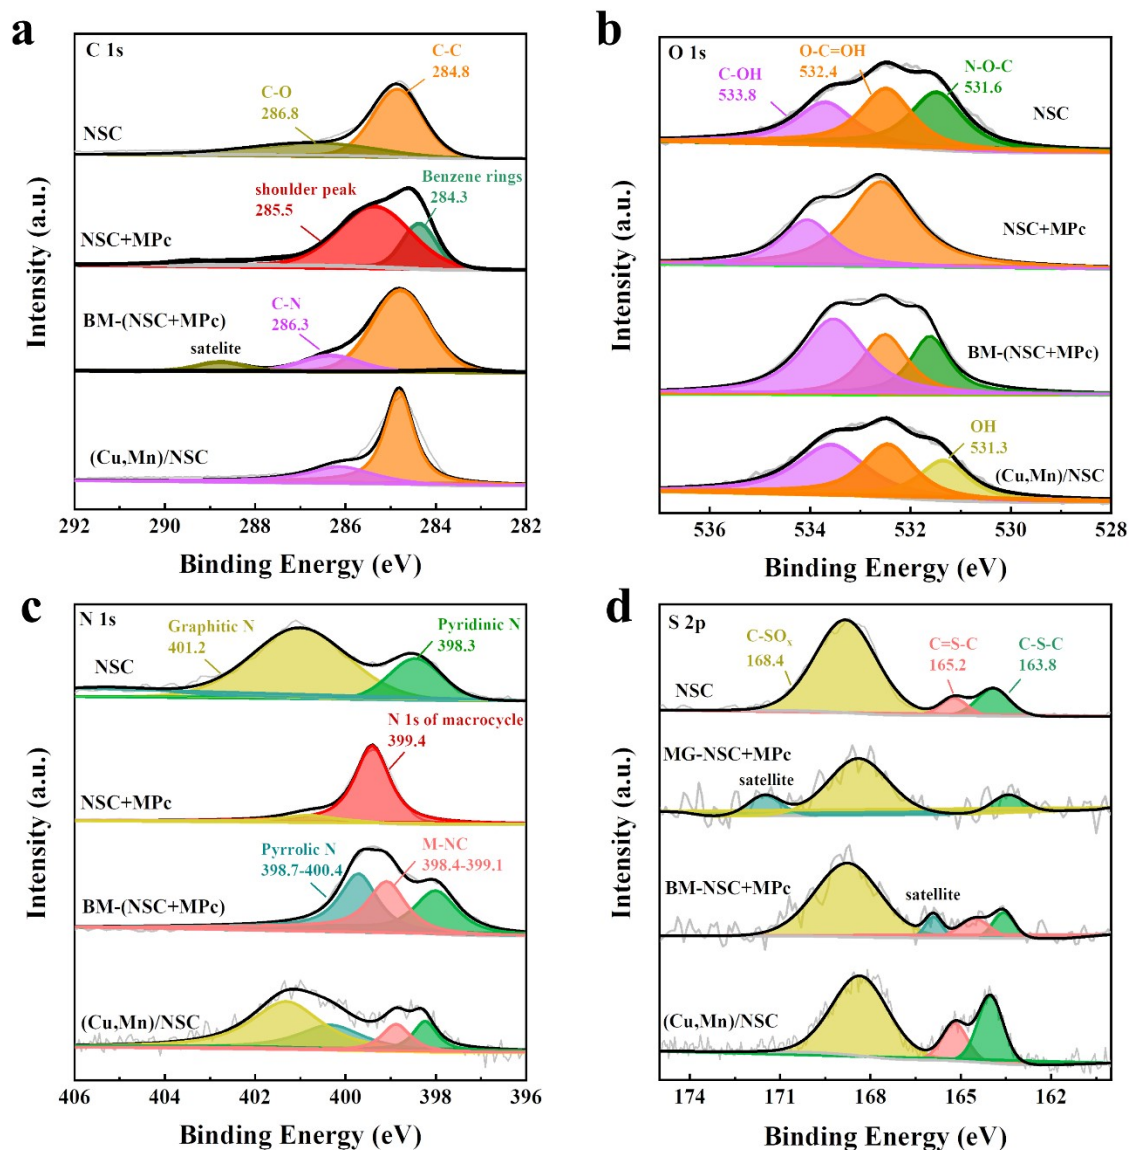 a
C 1s
C-C
284.8
C-O
286.8
NSC
shoulder peak
285.5
Benzene rings
284.3
NSC+MPc
C-N
286.3
BM-(NSC+MPc)
satelite
(Cu,Mn)/NSC
292 290 288 286 284 282
Binding Energy (eV)
Intensity (a.u.)
b
O 1s
O-C=OH
532.4
C-OH
533.8
N-O-C
531.6
NSC
NSC+MPc
BM-(NSC+MPc)
OH
531.3
(Cu,Mn)/NSC
536 534 532 530 528
Binding Energy (eV)
Intensity (a.u.)
c
N 1s
Graphitic N
401.2
NSC
Pyridinic N
398.3
N 1s of macrocycle
399.4
NSC+MPc
Pyrrolic N
398.7-400.4
M-NC
398.4-399.1
BM-(NSC+MPc)
(Cu,Mn)/NSC
406 404 402 400 398 396
Binding Energy (eV)
Intensity (a.u.)
d
S 2p
C-SOₓ
168.4
C=S-C
165.2
C-S-C
163.8
NSC
MG-NSC+MPc
satellite
BM-NSC+MPc
satellite
(Cu,Mn)/NSC
174 171 168 165 162
Binding Energy (eV)
Intensity (a.u.)